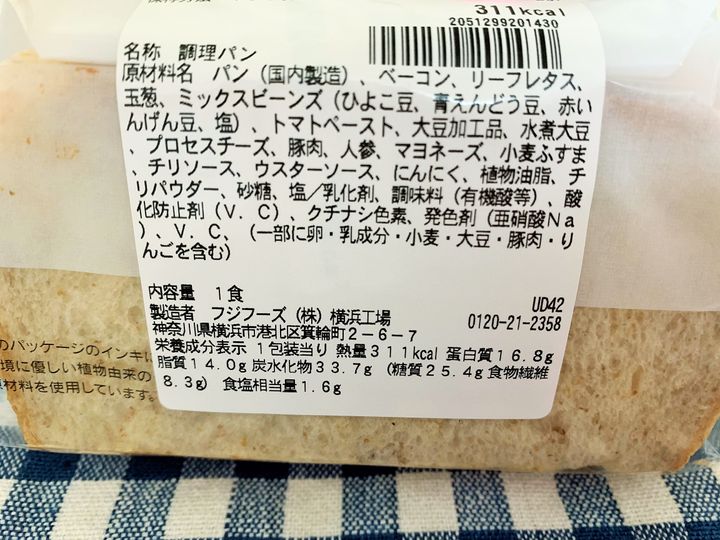 311kcal
2051299201430
名称 調理パン
原材料名 パン（国内製造）、ベーコン、リーフレタス、
玉葱、ミックスビーンズ（ひよこ豆、青えんどう豆、赤い
んげん豆、塩）、トマトペースト、大豆加工品、水煮大豆
、プロセスチーズ、豚肉、人参、マヨネーズ、小麦ふすま
、チリソース、ウスターソース、にんにく、植物油脂、チ
リパウダー、砂糖、塩／乳化剤、調味料（有機酸等）、酸
化防止剤（V．C）、クチナシ色素、発色剤（亜硝酸Na
）、V．C、（一部に卵・乳成分・小麦・大豆・豚肉・り
んごを含む）
内容量 1食
UD42
製造者 フジフーズ（株）横浜工場
0120-21-2358
神奈川県横浜市港北区箕輪町2－6－7
栄養成分表示 1包装当り 熱量311kcal 蛋白質16.8g
脂質14.0g 炭水化物33.7g （糖質25.4g 食物繊維
8.3g） 食塩相当量1.6g
のパッケージのインキに
境に優しい植物由来の
原材料を使用しています。